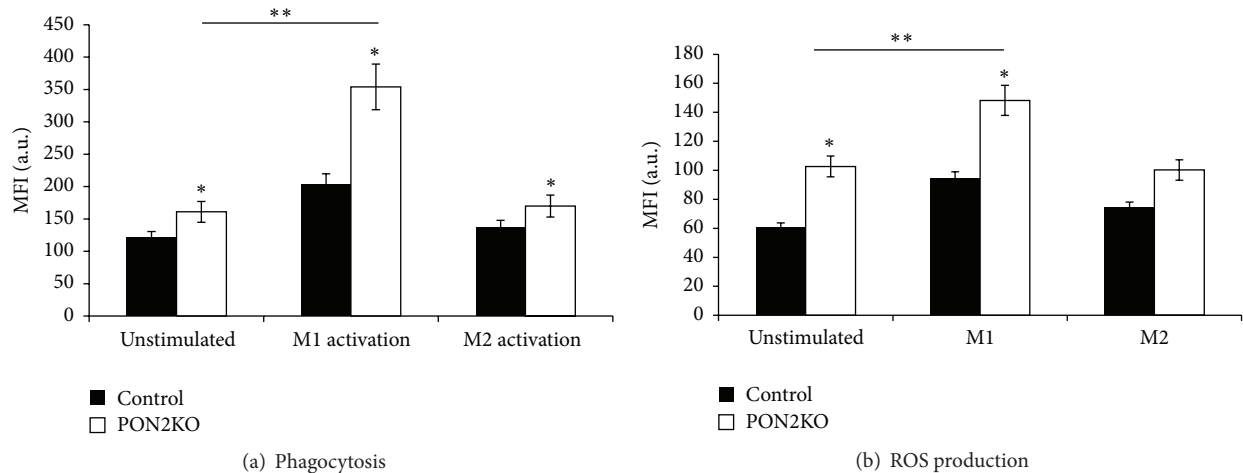 450
400
350
300
250
200
150
100
50
0
MFI (a.u.)
**
*
*
*
Unstimulated
M1 activation
M2 activation
Control
PON2KO
(a) Phagocytosis
180
160
140
120
100
80
60
40
20
0
MFI (a.u.)
**
*
*
Unstimulated
M1
M2
Control
PON2KO
(b) ROS production